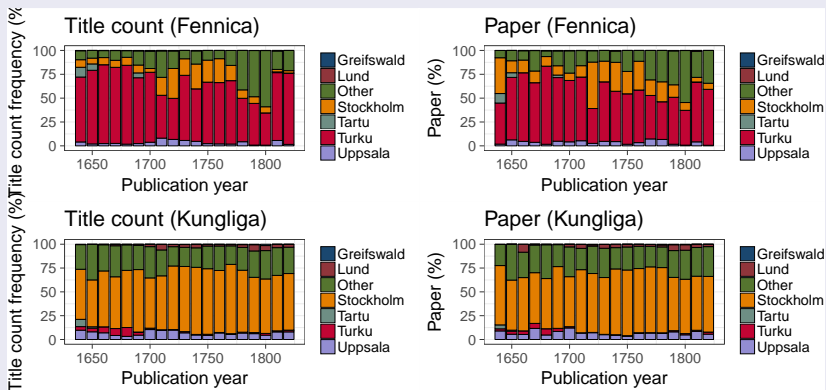 Title count (Fennica)
Title count frequency (%
100
75
50
25
0
1650
1700
1750
1800
Publication year
Greifswald
Lund
Other
Stockholm
Tartu
Turku
Uppsala
Paper (Fennica)
Paper (%)
100
75
50
25
0
1650
1700
1750
1800
Publication year
Greifswald
Lund
Other
Stockholm
Tartu
Turku
Uppsala
Title count (Kungliga)
Title count frequency (%)
100
75
50
25
0
1650
1700
1750
1800
Publication year
Greifswald
Lund
Other
Stockholm
Tartu
Turku
Uppsala
Paper (Kungliga)
Paper (%)
100
75
50
25
0
1650
1700
1750
1800
Publication year
Greifswald
Lund
Other
Stockholm
Tartu
Turku
Uppsala